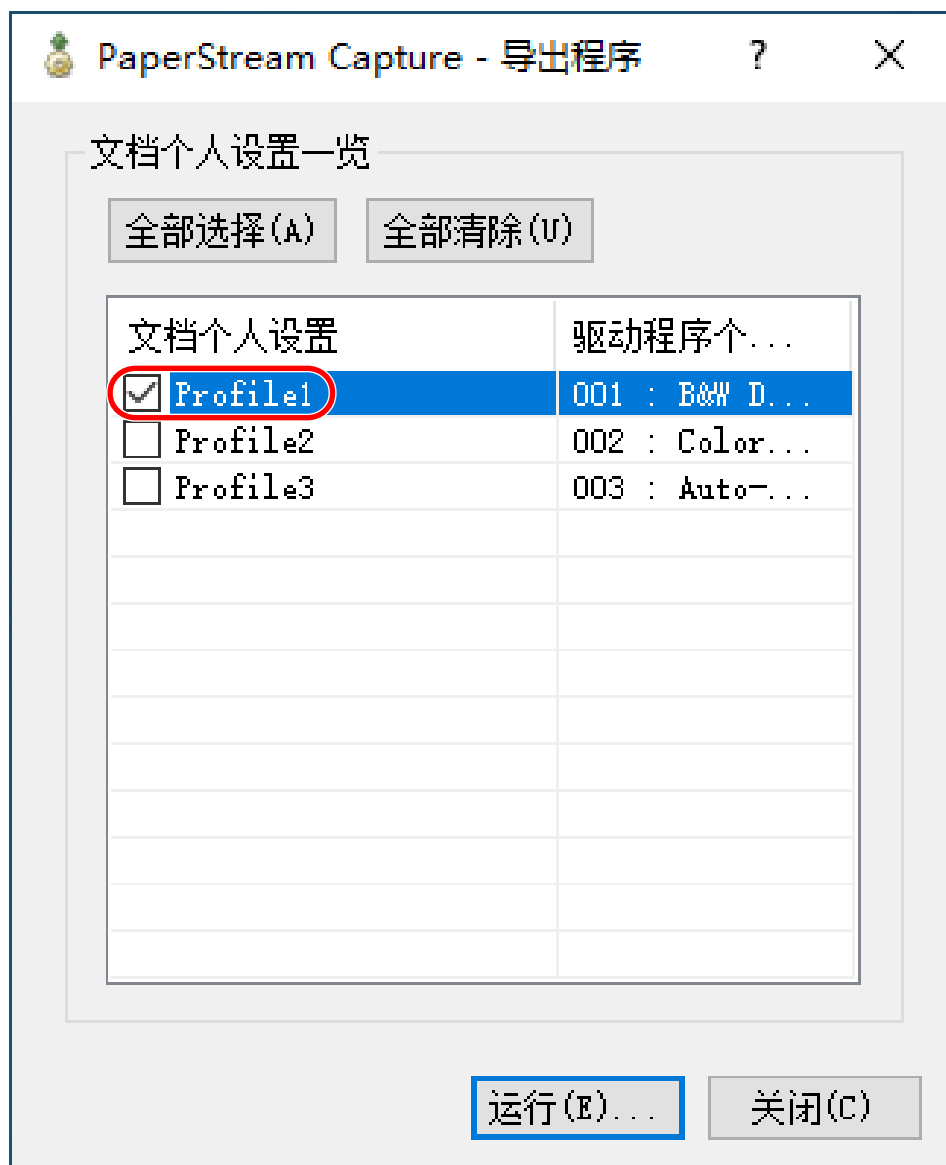 PaperStream Capture - 导出程序 ?
文档个人设置一览
全部选择(A) 全部清除(U)
文档个人设置 驱动程序个...
Profile1 001 : B&W D...
Profile2 002 : Color...
Profile3 003 : Auto-...
运行(E)... 关闭(C)